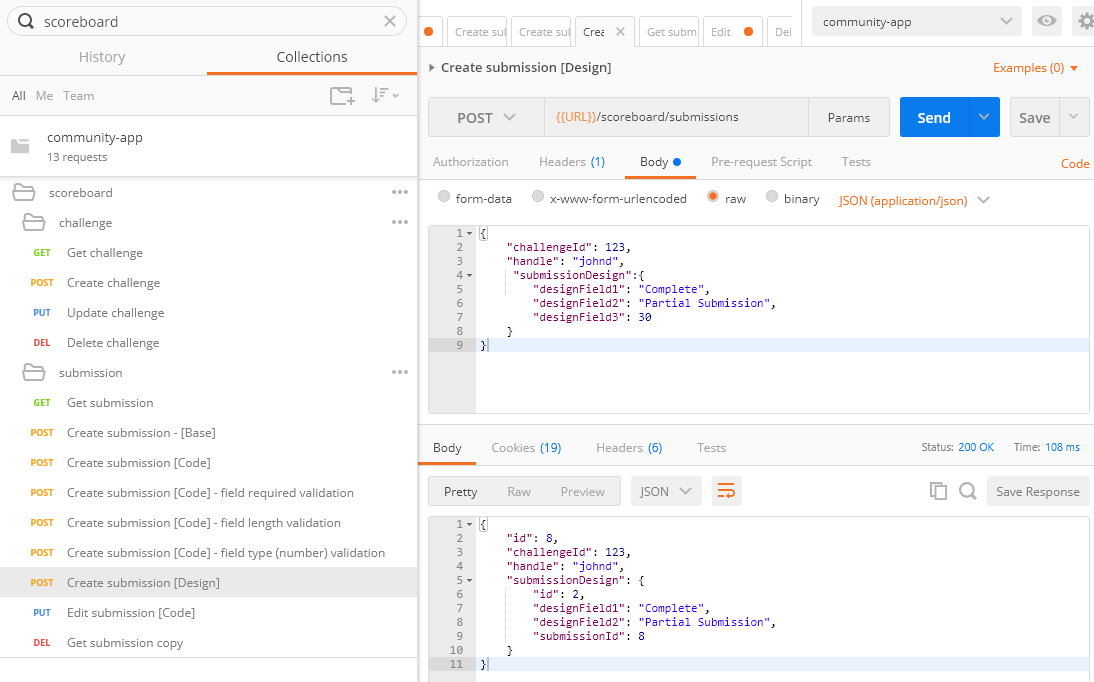 scoreboard
History
Collections
All Me Team
community-app
13 requests
scoreboard
challenge
GET Get challenge
POST Create challenge
PUT Update challenge
DEL Delete challenge
submission
GET Get submission
POST Create submission - [Base]
POST Create submission [Code]
POST Create submission [Code] - field required validation
POST Create submission [Code] - field length validation
POST Create submission [Code] - field type (number) validation
POST Create submission [Design]
PUT Edit submission [Code]
DEL Get submission copy
Create sul Create sul Crea Get subm Edit Del
community-app
Create submission [Design]
Examples (0)
POST {{URL}}/scoreboard/submissions Params Send Save
Authorization Headers (1) Body Pre-request Script Tests Code
form-data x-www-form-urlencoded raw binary JSON (application/json)
1 {
2 "challengeId": 123,
3 "handle": "johnd",
4 "submissionDesign":{
5 "designField1": "Complete",
6 "designField2": "Partial Submission",
7 "designField3": 30
8 }
9 }
Body Cookies (19) Headers (6) Tests Status: 200 OK Time: 108 ms
Pretty Raw Preview JSON Save Response
1 {
2 "id": 8,
3 "challengeId": 123,
4 "handle": "johnd",
5 "submissionDesign": {
6 "id": 2,
7 "designField1": "Complete",
8 "designField2": "Partial Submission",
9 "submissionId": 8
10 }
11 }